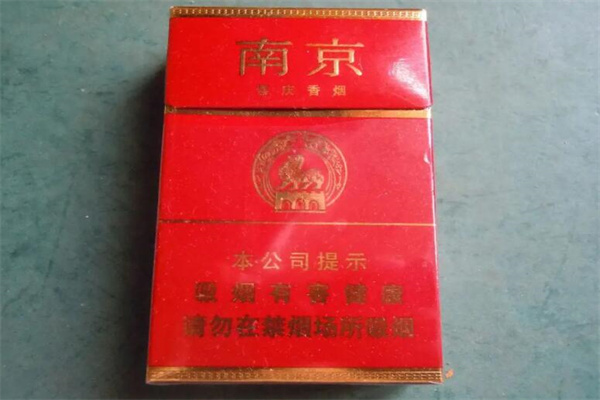 南京
喜庆香烟
本公司提示
吸烟有害健康
请勿在禁烟场所吸烟